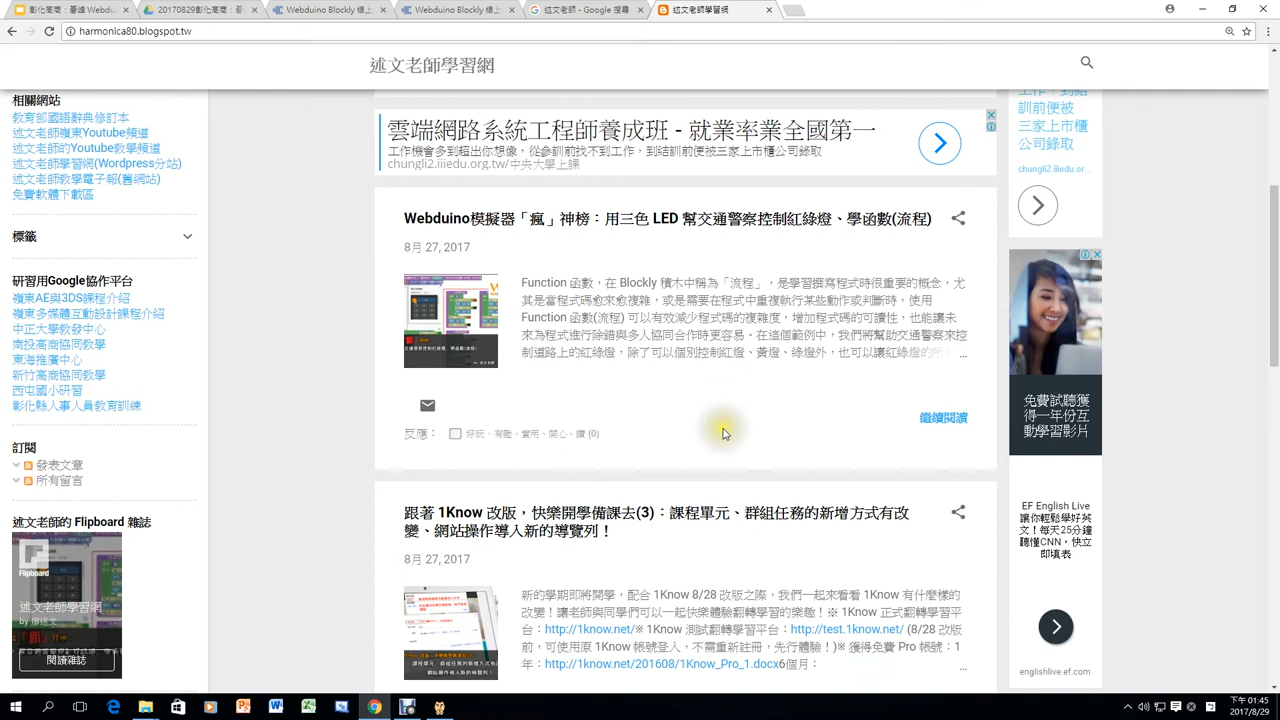 20170829彰化高商：
Webduino Blockly 線上
Webduino Blockly 線上
述文老師 - Google 搜尋
述文老師學習網
harmonica80.blogspot.tw
述文老師學習網
相關網站
教育部國語辭典修訂本
述文老師嶺東Youtube頻道
述文老師的Youtube教學頻道
述文老師學習網(Wordpress分站)
述文老師教學電子報(舊網站)
免費軟體下載區
標籤
研習用Google協作平台
嶺東AE與3DS課程介紹
嶺東多媒體互動設計課程介紹
中正大學教發中心
南投高商協同教學
東海推廣中心
新竹高商協同教學
西屯國小研習
彰化縣人事人員教育訓練
訂閱
發表文章
所有留言
述文老師的 Flipboard 雜誌
Flipboard
述文老師學習網
by 廖述文
閱讀雜誌
雲端網路系統工程師養成班 - 就業卒業全國第一
工作機會多到超出你想像，從參訓前找不到工作，到結訓前便被三家上市櫃公司錄取
chungli2.iiiedu.org.tw/中央大學上課
Webduino模擬器「瘋」神榜：用三色 LED 幫交通警察控制紅綠燈、學函數(流程)
8月 27, 2017
Function 函數，在 Blockly 積木中稱為「流程」，是學習撰寫程式時很重要的概念，尤
其是當程式碼愈來愈複雜，或是需要在程式中重複執行某些動作或判斷時，使用
Function 函數(流程) 可以有效減少程式碼的複雜度，增加程式碼的可讀性，也能讓未
來為程式進行除錯與多人協同合作時更容易。在這個範例中，我們將幫助交通警察來控
制道路上的紅綠燈，除了可以個別控制紅燈、黃燈、綠燈外，也可以讓紅綠燈的所 ...
繼續閱讀
反應：
好玩、有趣、實用、開心、讚 (0)
跟著 1Know 改版，快樂開學備課去(3)：課程單元、群組任務的新增方式有改
變、網站操作導入新的導覽列！
8月 27, 2017
新的學期即將開學，配合 1Know 8/28 改版之際，我們一起來看看 1Know 有什麼樣的
改變！讓老師與同學們可以一起快樂體驗翻轉學習的樂趣！※ 1Know 正式翻轉學習平
台：http://1know.net/※ 1Know 測試翻轉學習平台：http://test.1know.net/ (8/28 改版
前，可使用原 1Know 帳號登入，不需重新註冊，先行體驗！)※ 獲得免費 Pro 帳號：1
年：http://1know.net/201608/1Know_Pro_1.docx6個月： ...
工作，到結
訓前便被
三家上市櫃
公司錄取
chungli2.iiiedu.or...
免費試聽獲
得一年份互
動學習影片
EF English Live
讓你輕鬆學好英
文！每天25分鐘
聽懂CNN，快立
即填表
englishlive.ef.com
下午 01:45
2017/8/29